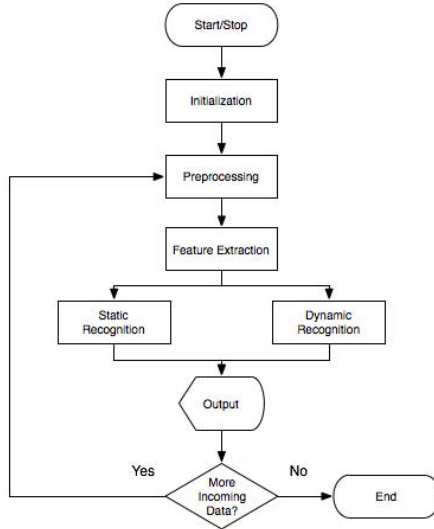 Start/Stop
Initialization
Preprocessing
Feature Extraction
Static
Recognition
Dynamic
Recognition
Output
Yes
No
More
Incoming
Data?
End